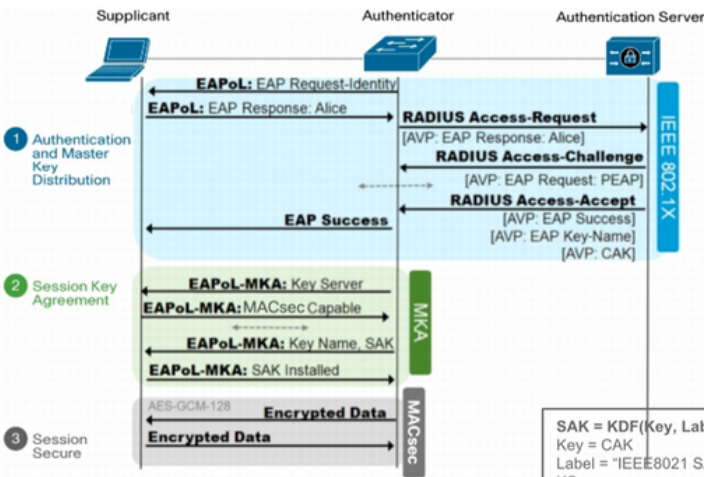 Supplicant
Authenticator
Authentication Server
EAPoL: EAP Request-Identity
EAPoL: EAP Response: Alice
RADIUS Access-Request
[AVP: EAP Response: Alice]
RADIUS Access-Challenge
[AVP: EAP Request: PEAP]
RADIUS Access-Accept
EAP Success
[AVP: EAP Success]
[AVP: EAP Key-Name]
[AVP: CAK]
IEEE 802.1X
1 Authentication
and Master
Key
Distribution
2 Session Key
Agreement
EAPoL-MKA: Key Server
EAPoL-MKA: MACsec Capable
EAPoL-MKA: Key Name, SAK
EAPoL-MKA: SAK Installed
MKA
3 Session
Secure
AES-GCM-128
Encrypted Data
Encrypted Data
MACsec
SAK = KDF(Key, Lab
Key = CAK
Label = "IEEE8021 SA